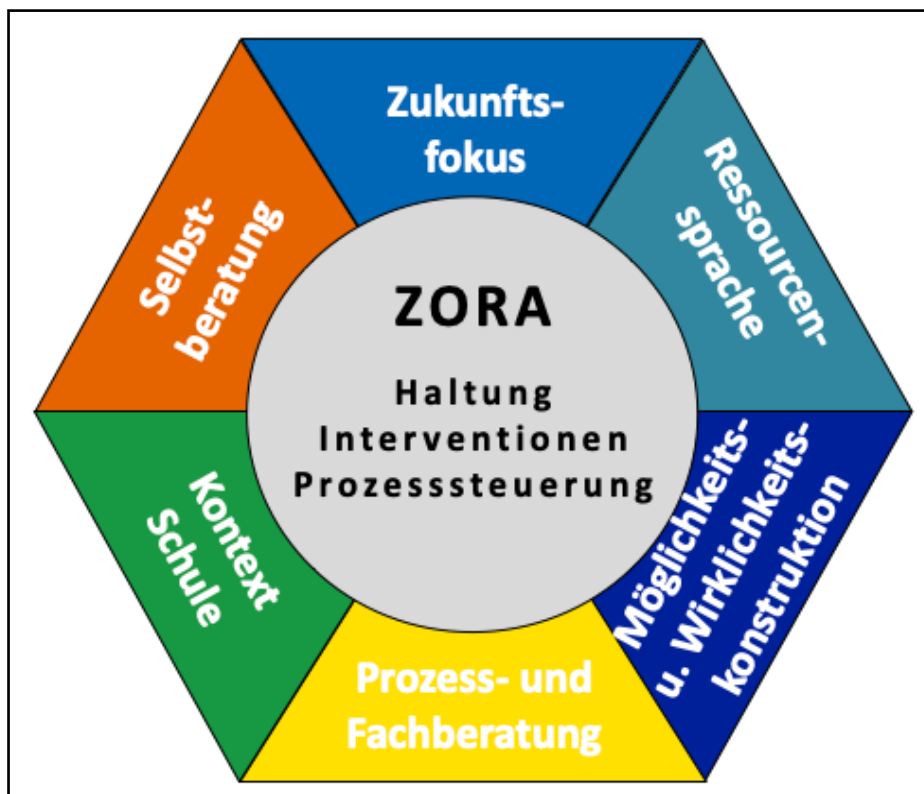 Zukunfts-
fokus
Ressourcen-
sprache
Möglichkeits-
u. Wirklichkeits-
konstruktion
Prozess- und
Fachberatung
Kontext
Schule
Selbst-
beratung
ZORA
Haltung
Interventionen
Prozesssteuerung